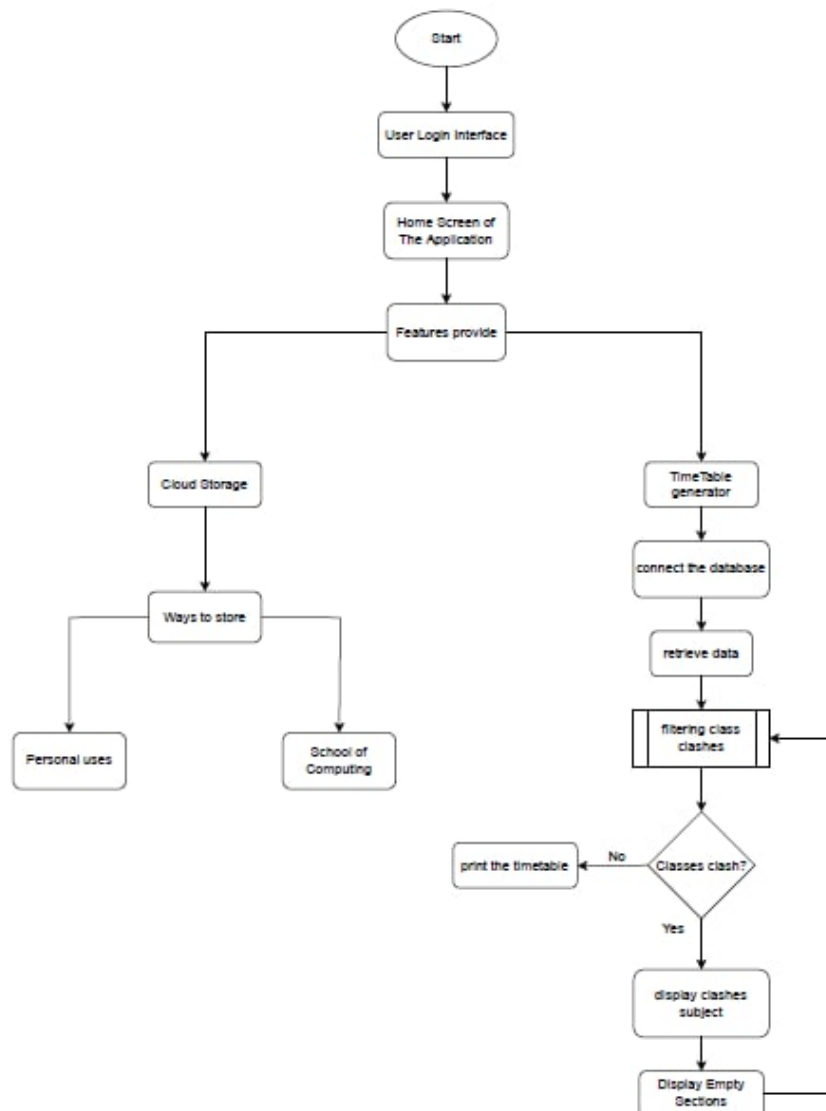 Start
User Login Interface
Home Screen of
The Application
Features provide
Cloud Storage
TimeTable
generator
connect the database
Ways to store
retrieve data
Personal uses
School of
Computing
filtering class
clashes
print the timetable
No
Classes clash?
Yes
display clashes
subject
Display Empty
Sections